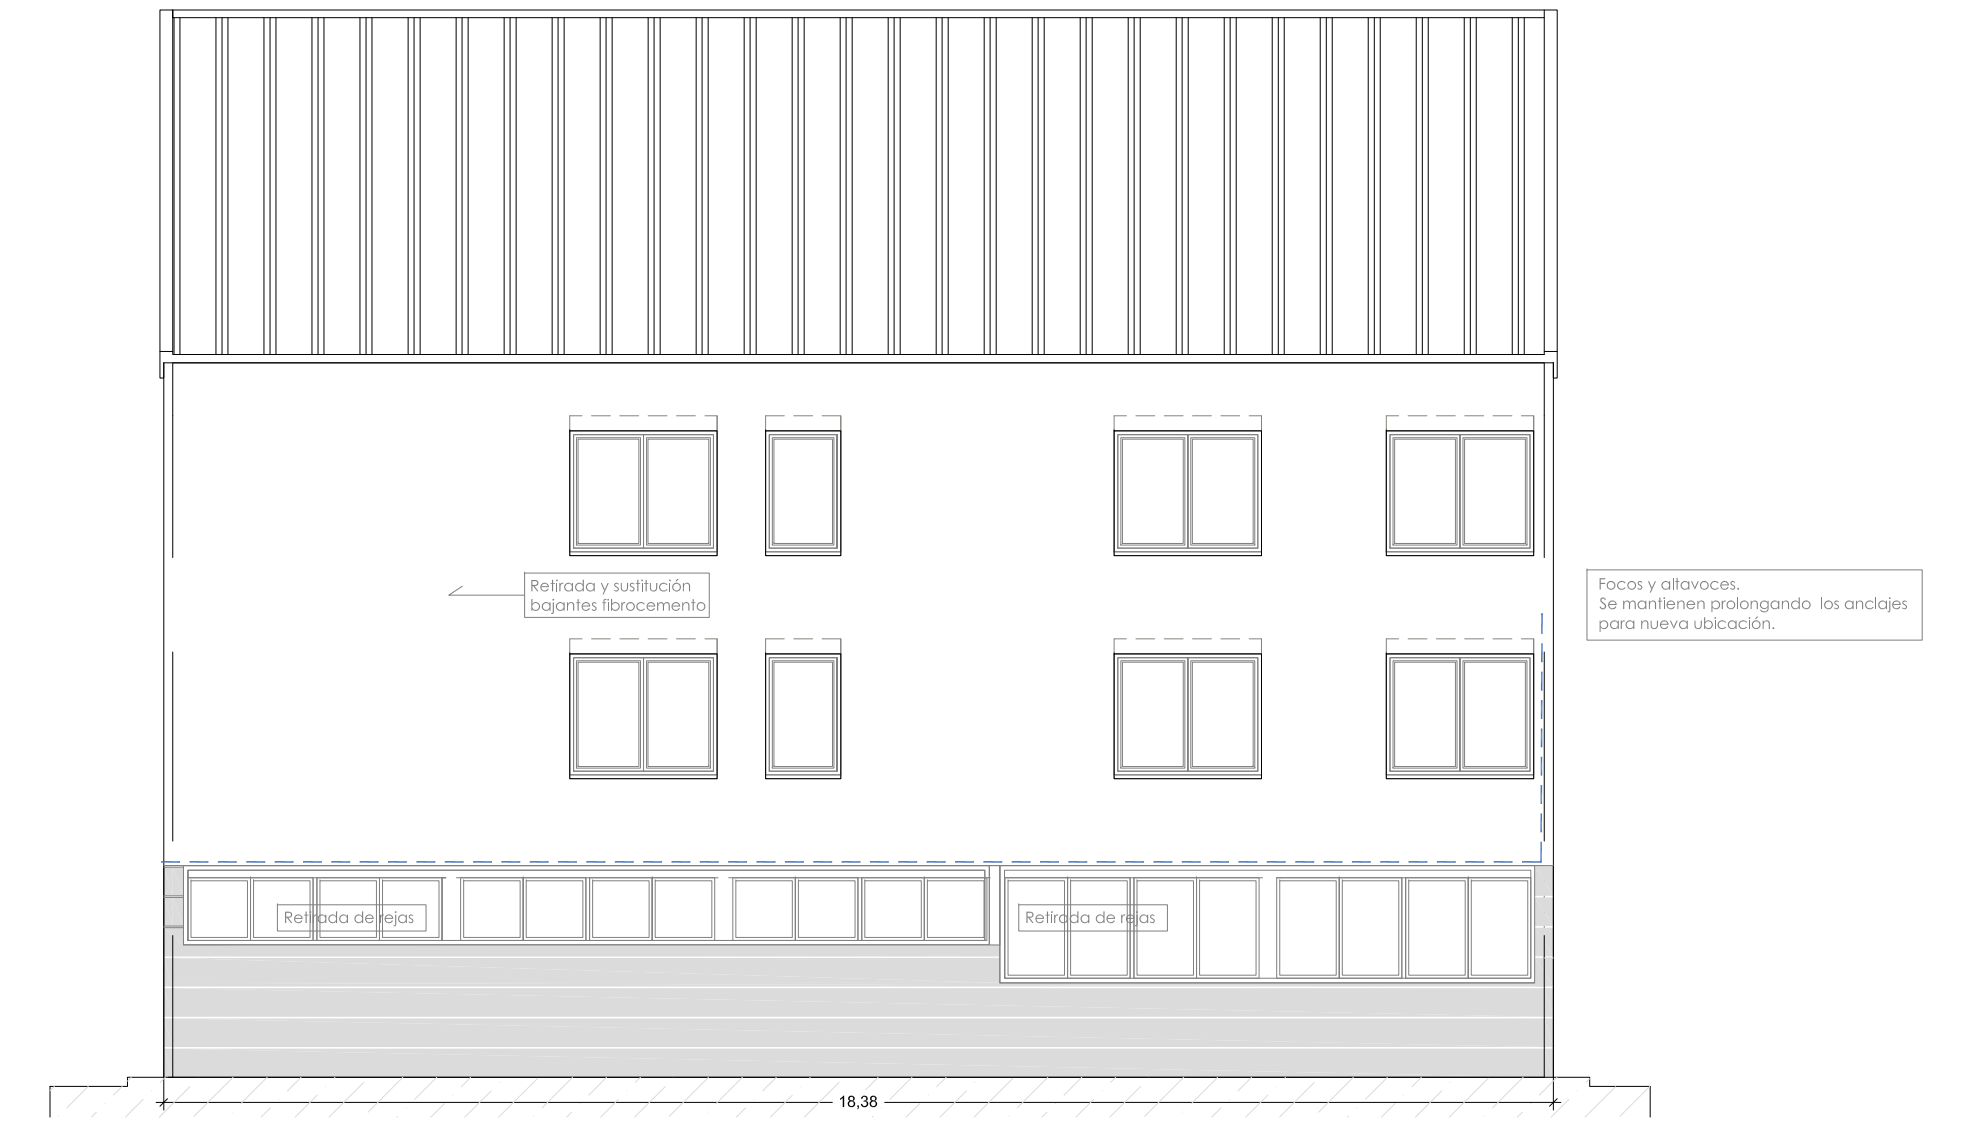 Retirada y sustitución
bajantes fibrocemento
Focos y altavoces.
Se mantienen prolongando  los anclajes
para nueva ubicación.
Retirada de rejas
Retirada de rejas
18,38